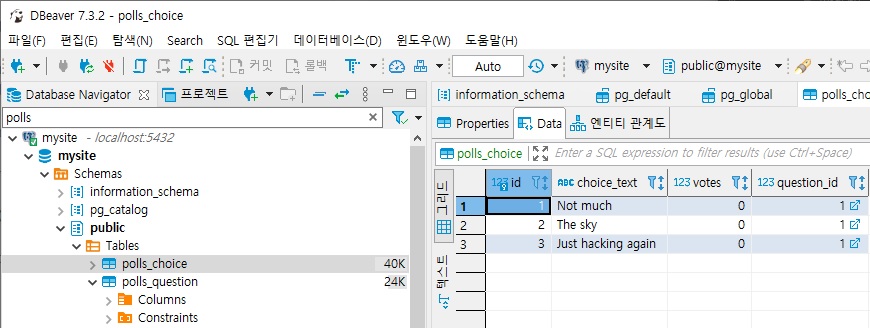 DBeaver 7.3.2 - polls_choice
파일(F) 편집(E) 탐색(N) Search SQL 편집기 데이터베이스(D) 윈도우(W) 도움말(H)
커밋 롤백 Auto mysite public@mysite
Database Navigator 프로젝트
polls
mysite - localhost:5432
mysite
Schemas
information_schema
pg_catalog
public
Tables
polls_choice 40K
polls_question 24K
Columns
Constraints
information_schema pg_default pg_global polls_cho
Properties Data 엔티티 관계도
polls_choice Enter a SQL expression to filter results (use Ctrl+Space)
그리드
텍스트
123 id ABC choice_text 123 votes 123 question_id
1 1 Not much 0 1
2 2 The sky 0 1
3 3 Just hacking again 0 1